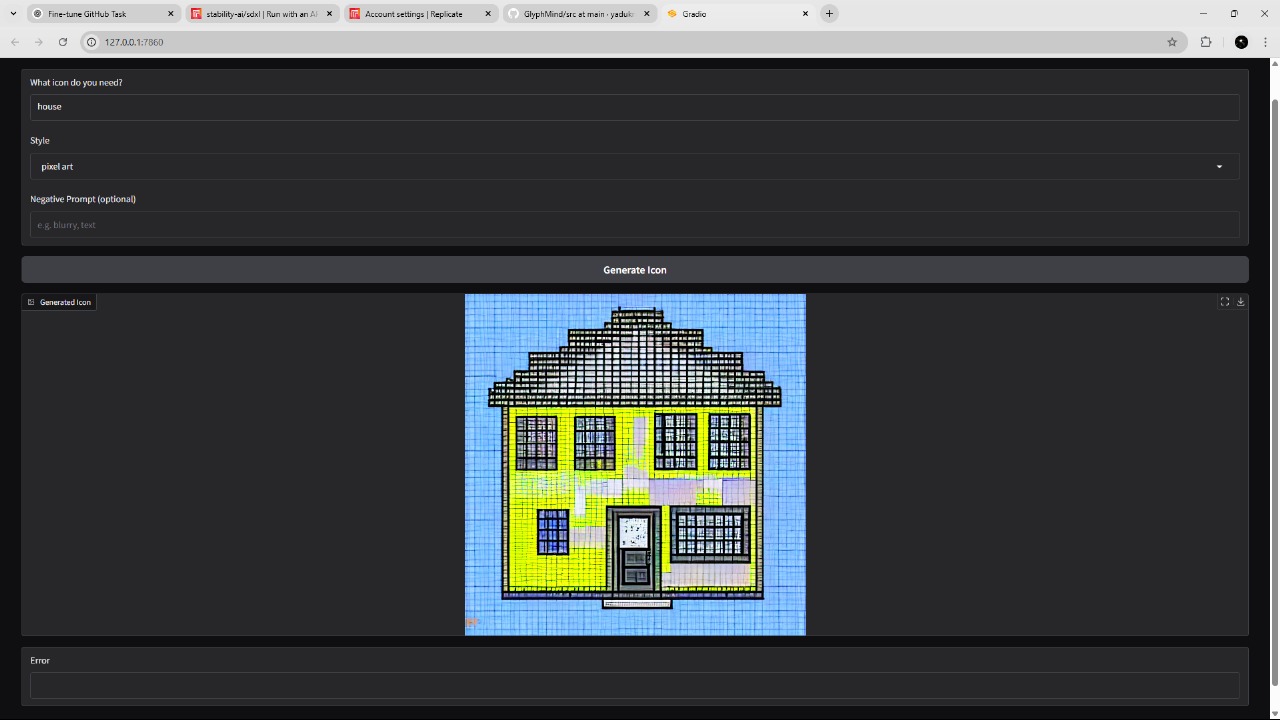 Fine-tune GitHub Task
stability-ai/sdxl | Run with an AI
Account settings | Replicate
GlyphMind/src at main · yaduk
Gradio
127.0.0.1:7860
What icon do you need?
house
Style
pixel art
Negative Prompt (optional)
e.g. blurry, text
Generate Icon
Generated Icon
Error